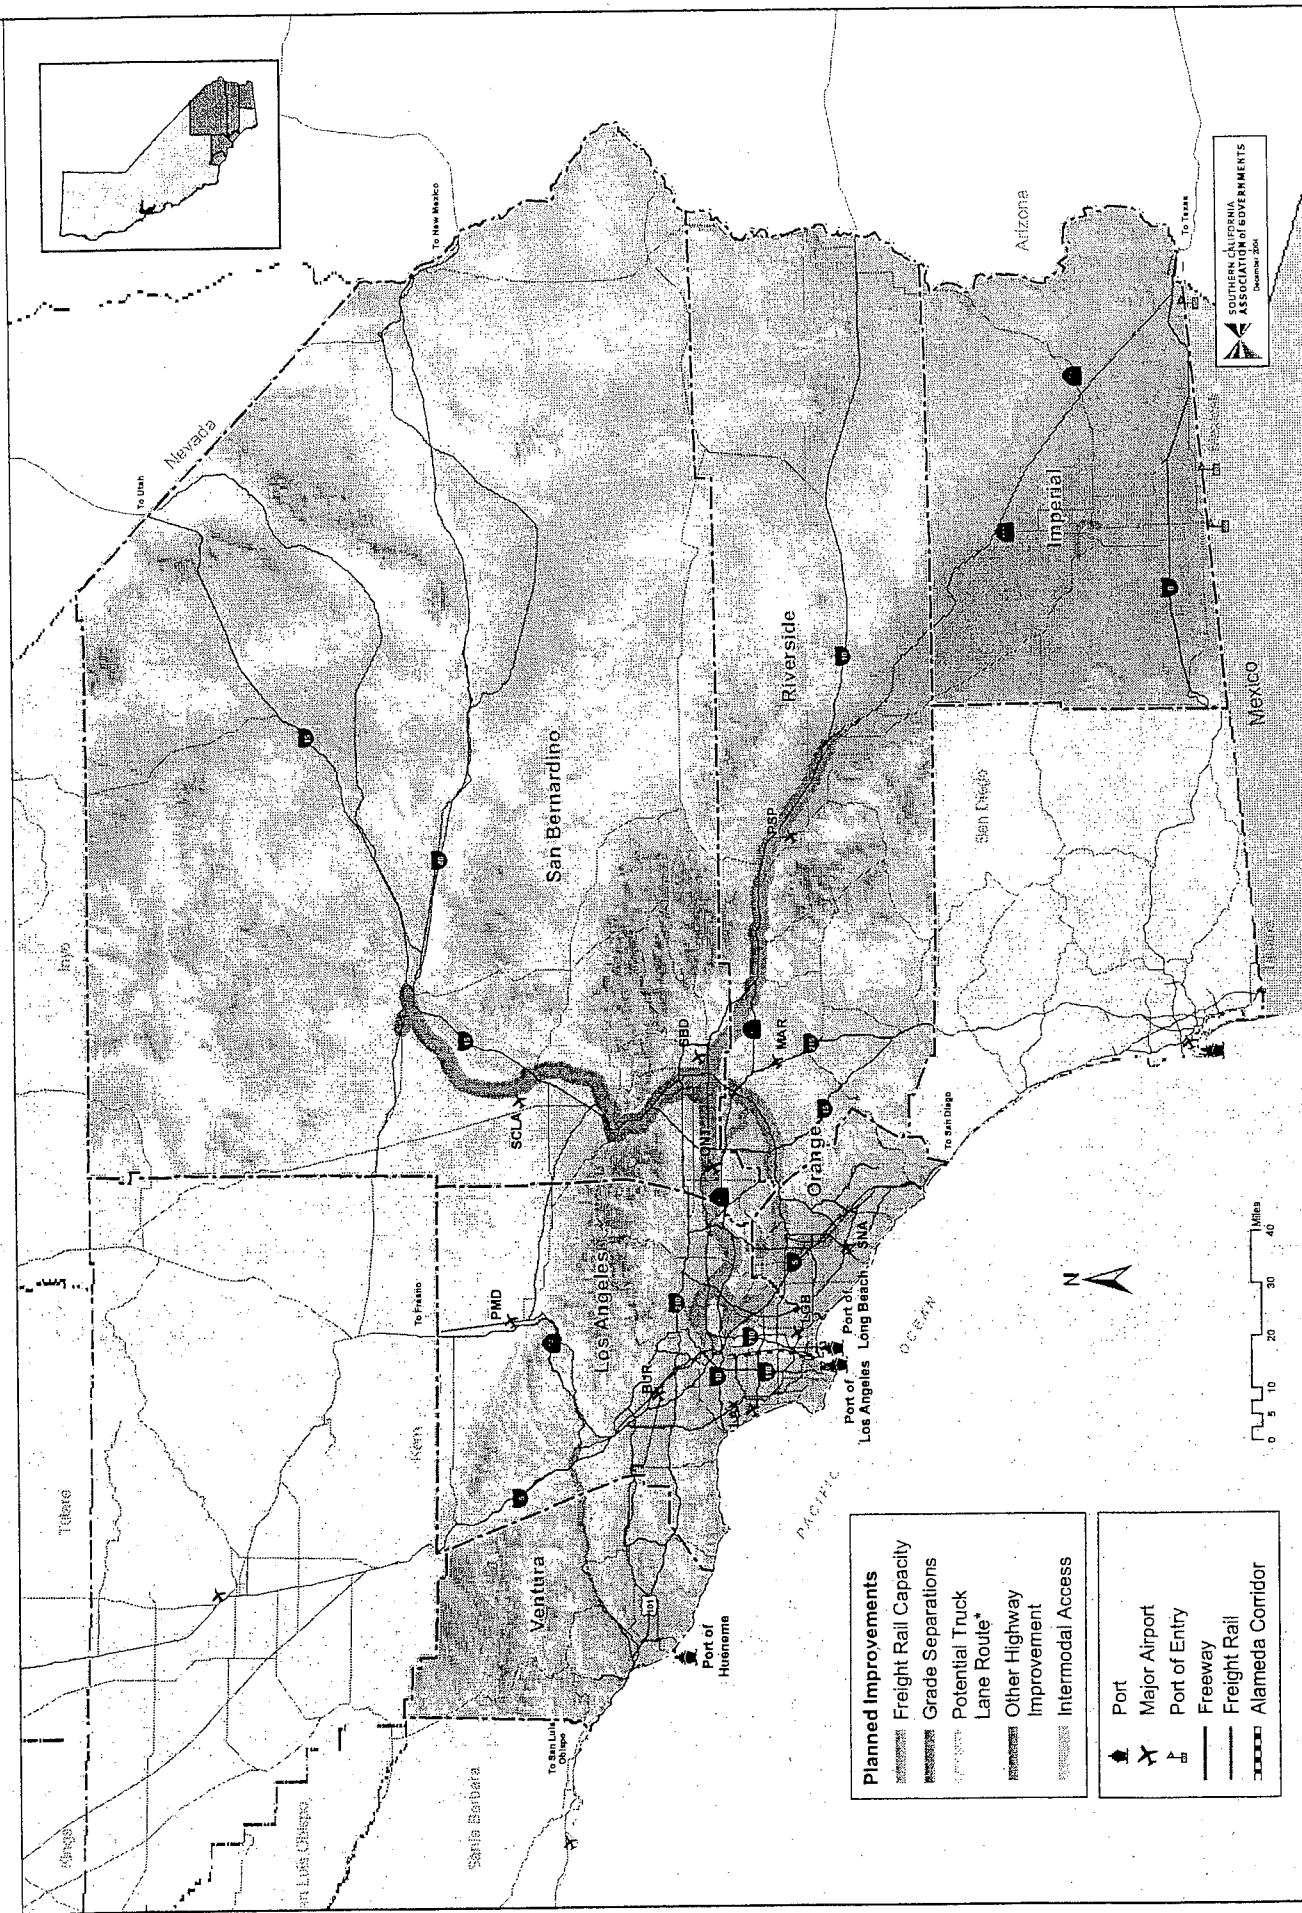 Nevada
To Utah
To New Mexico
Arizona
To Texas
Inyo
Tulare
Kings
Kern
Santa Barbara
San Bernardino
Riverside
Imperial
San Diego
Mexico
Los Angeles
Orange
Ventura
To Fresno
To San Luis
Obispo
To San Diego
PMD
SCLA
SBD
MAR
PSP
ONT
BUR
LGB
SNA
101
Port of
Hueneme
Port of
Los Angeles
Port of
Long Beach
PACIFIC
OCEAN
N
0
5
10
20
30
40
Miles
Planned Improvements
Freight Rail Capacity
Grade Separations
Potential Truck
Lane Route*
Other Highway
Improvement
Intermodal Access
Port
Major Airport
Port of Entry
Freeway
Freight Rail
Alameda Corridor
SOUTHERN CALIFORNIA
ASSOCIATION of GOVERNMENTS
December 2004